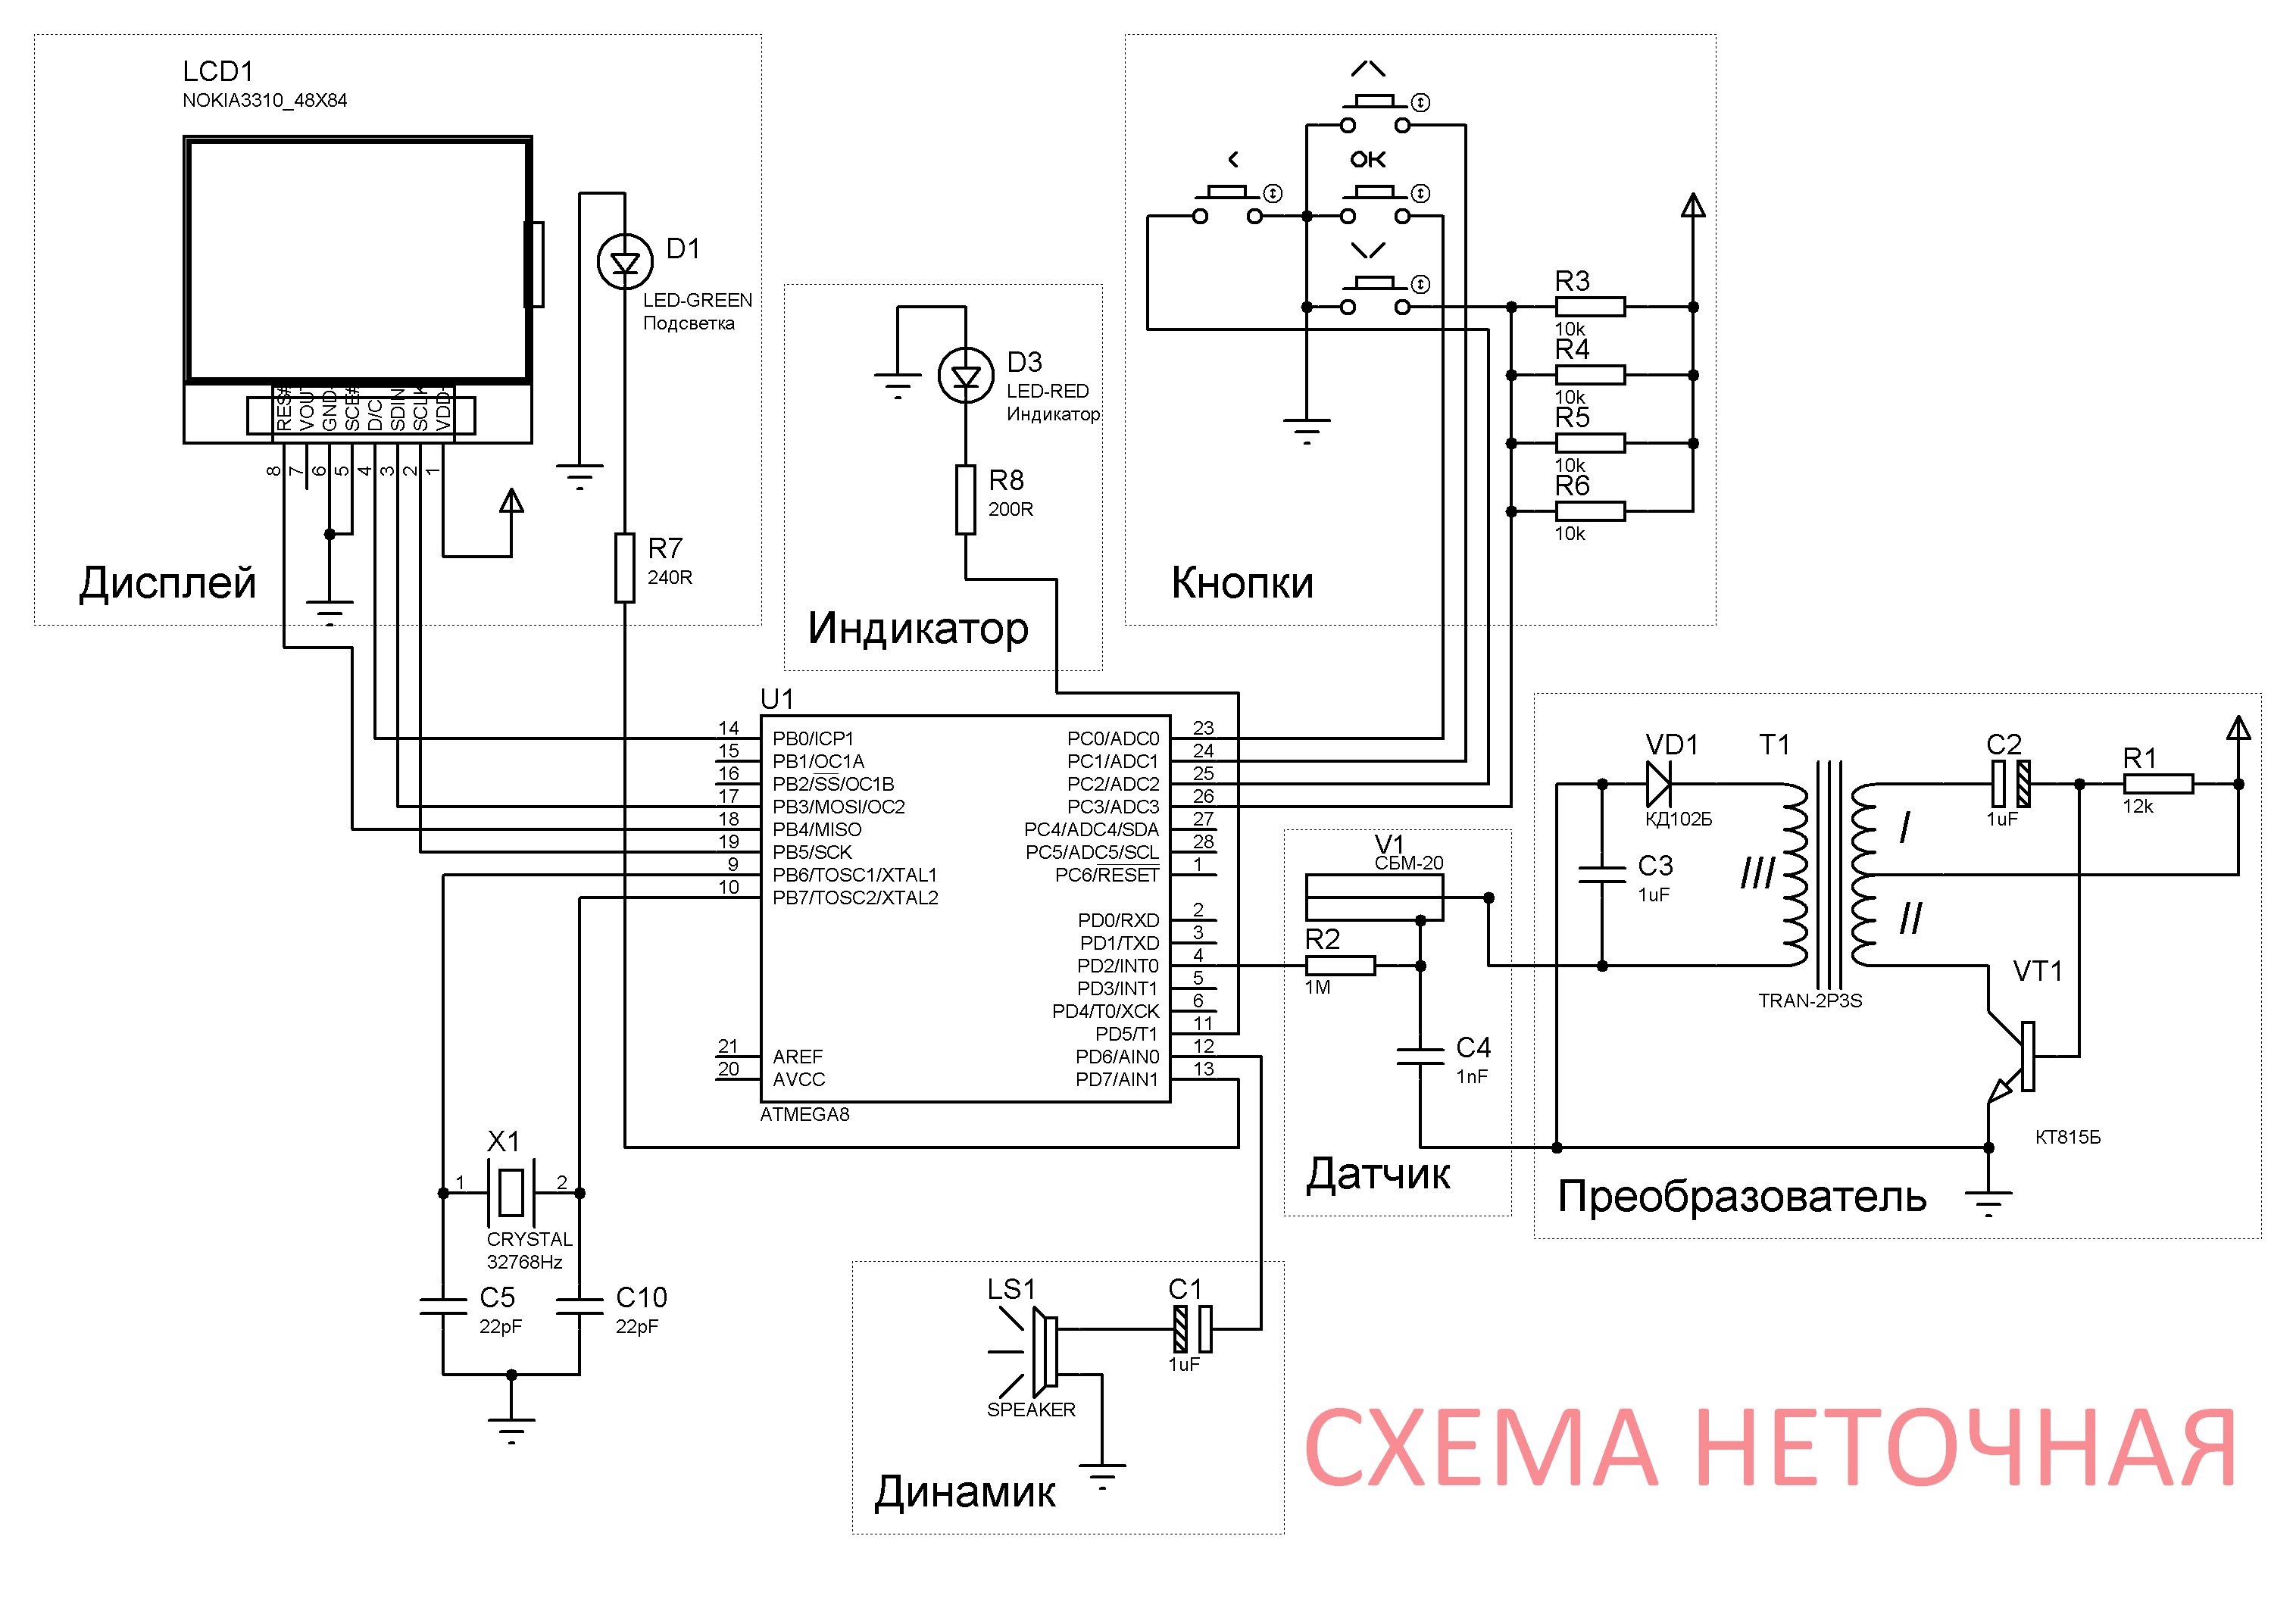 LCD1
NOKIA3310_48X84
RES#
VOUT
GND
SCE#
D/C
SDIN
SCLK
VDD
8
7
6
5
4
3
2
1
D1
LED-GREEN
Подсветка
R7
240R
Дисплей
D3
LED-RED
Индикатор
R8
200R
Индикатор
<
OK
R3
10k
R4
10k
R5
10k
R6
10k
Кнопки
U1
14
PB0/ICP1
15
PB1/OC1A
16
PB2/SS/OC1B
17
PB3/MOSI/OC2
18
PB4/MISO
19
PB5/SCK
9
PB6/TOSC1/XTAL1
10
PB7/TOSC2/XTAL2
21
AREF
20
AVCC
PC0/ADC0
23
PC1/ADC1
24
PC2/ADC2
25
PC3/ADC3
26
PC4/ADC4/SDA
27
PC5/ADC5/SCL
28
PC6/RESET
1
PD0/RXD
2
PD1/TXD
3
PD2/INT0
4
PD3/INT1
5
PD4/T0/XCK
6
PD5/T1
11
PD6/AIN0
12
PD7/AIN1
13
ATMEGA8
V1
СБМ-20
R2
1M
C4
1nF
Датчик
VD1
КД102Б
T1
C2
1uF
R1
12k
C3
1uF
III
I
II
TRAN-2P3S
VT1
КТ815Б
Преобразователь
X1
1
2
CRYSTAL
32768Hz
C5
22pF
C10
22pF
LS1
SPEAKER
C1
1uF
Динамик
СХЕМА НЕТОЧНАЯ